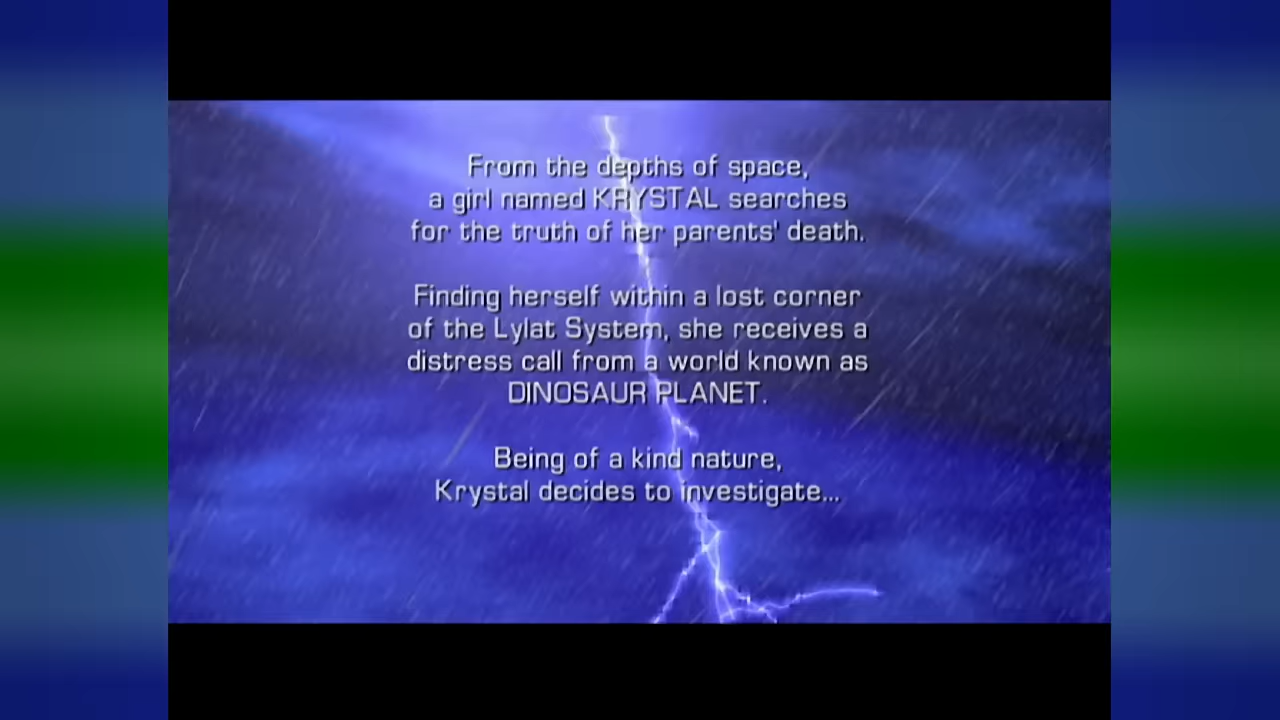 From the depths of space,
a girl named KRYSTAL searches
for the truth of her parents' death.
Finding herself within a lost corner
of the Lylat System, she receives a
distress call from a world known as
DINOSAUR PLANET.
Being of a kind nature,
Krystal decides to investigate...